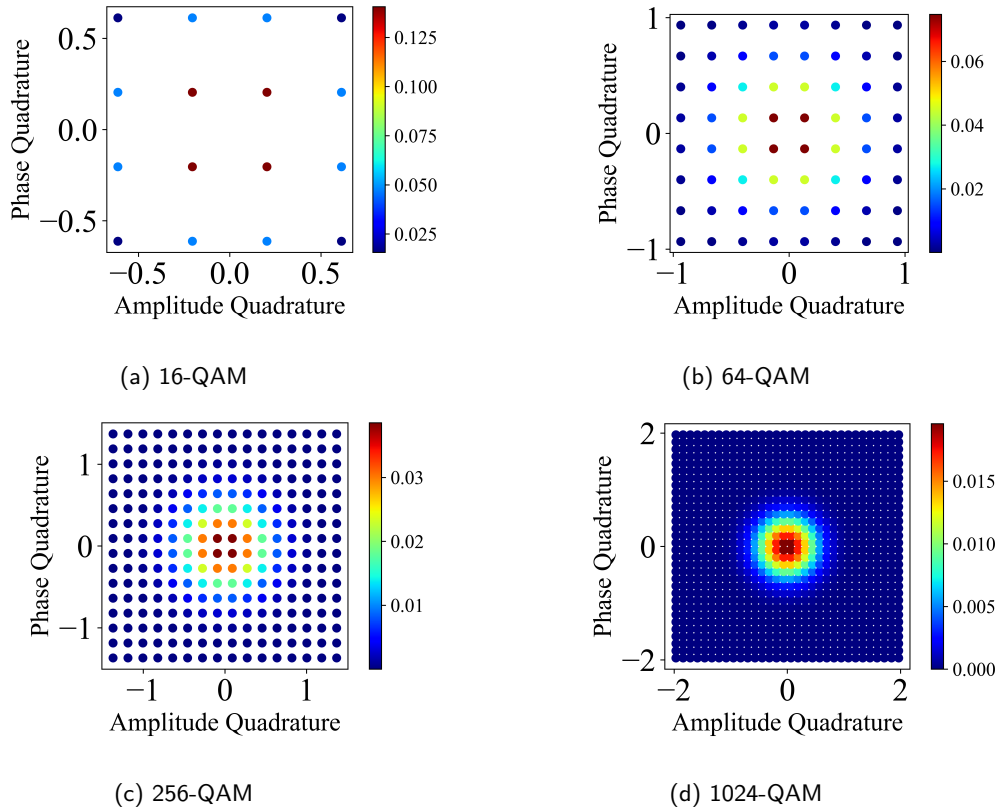 0.5
0.0
−0.5
−0.5 0.0 0.5
Phase Quadrature
Amplitude Quadrature
0.125
0.100
0.075
0.050
0.025
(a) 16-QAM
1
0
−1
−1 0 1
Phase Quadrature
Amplitude Quadrature
0.06
0.04
0.02
(b) 64-QAM
1
0
−1
−1 0 1
Phase Quadrature
Amplitude Quadrature
0.03
0.02
0.01
(c) 256-QAM
2
0
−2
−2 0 2
Phase Quadrature
Amplitude Quadrature
0.015
0.010
0.005
0.000
(d) 1024-QAM